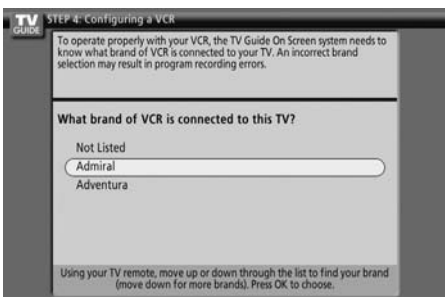 TV
GUIDE
STEP 4: Configuring a VCR
To operate properly with your VCR, the TV Guide On Screen system needs to
know what brand of VCR is connected to your TV. An incorrect brand
selection may result in program recording errors.
What brand of VCR is connected to this TV?
Not Listed
Admiral
Adventura
Using your TV remote, move up or down through the list to find your brand
(move down for more brands). Press OK to choose.